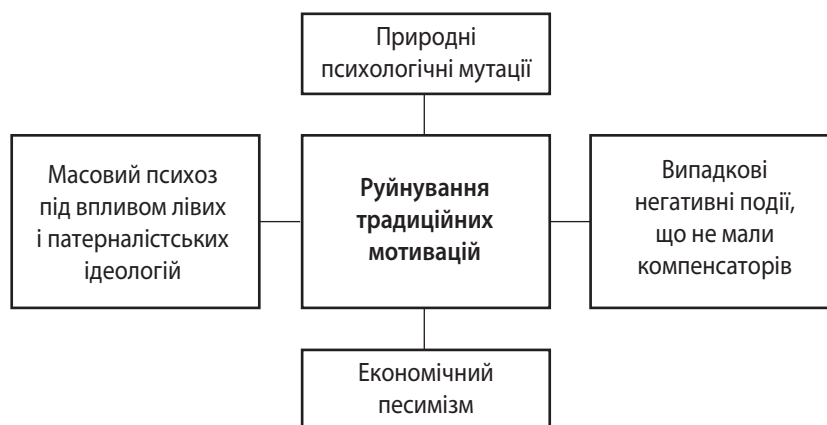 Природні
психологічні мутації
Масовий психоз
під впливом лівих
і патерналістських
ідеологій
Руйнування
традиційних
мотивацій
Випадкові
негативні події,
що не мали
компенсаторів
Економічний
песимізм